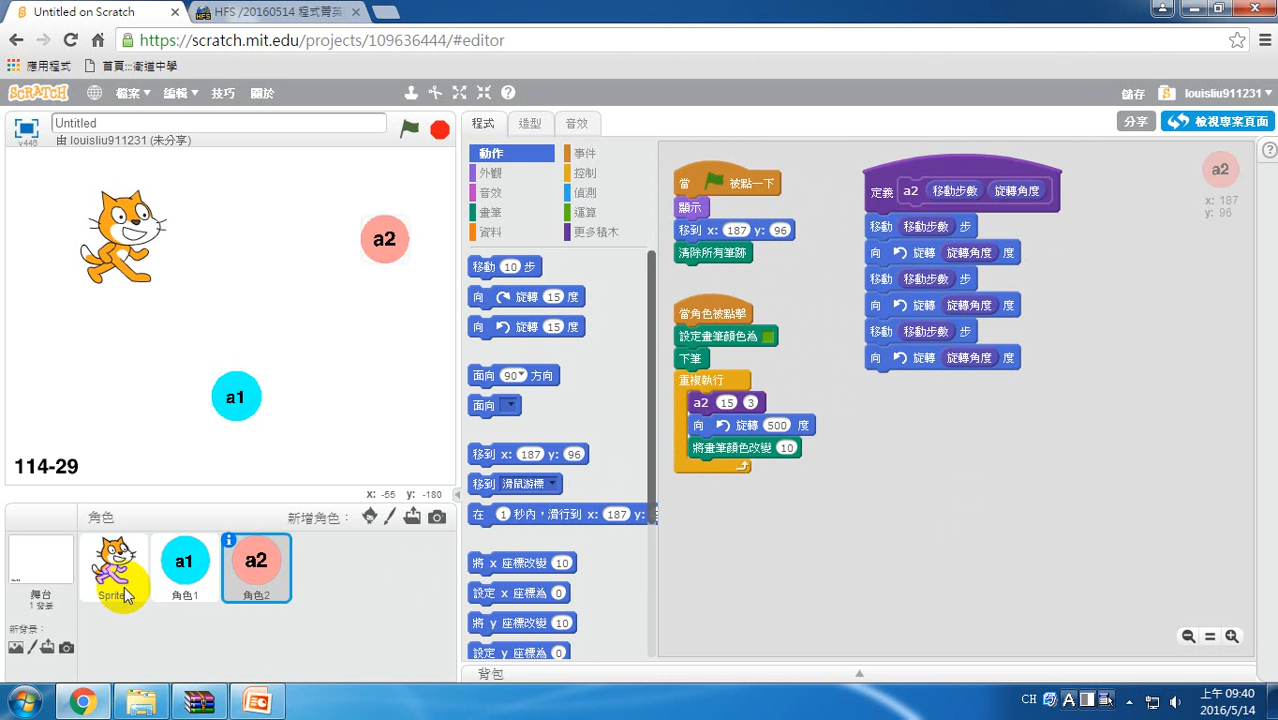 Untitled on Scratch
HFS /20160514 程式菁英
https://scratch.mit.edu/projects/109636444/#editor
應用程式
首頁:::衛道中學
SCRATCH
檔案
編輯
技巧
關於
儲存
louisliu911231
Untitled
由 louisliu911231 (未分享)
v446
程式
造型
音效
分享
檢視專案頁面
動作
事件
外觀
控制
音效
偵測
畫筆
運算
資料
更多積木
移動 10 步
向 旋轉 15 度
向 旋轉 15 度
面向 90 方向
面向
移到 x: 187 y: 96
移到 滑鼠游標
在 1 秒內，滑行到 x: 187 y:
將 x 座標改變 10
設定 x 座標為 0
將 y 座標改變 10
設定 y 座標為 0
當 被點一下
顯示
移到 x: 187 y: 96
清除所有筆跡
當角色被點擊
設定畫筆顏色為
下筆
重複執行
a2 15 3
向 旋轉 500 度
將畫筆顏色改變 10
定義 a2 移動步數 旋轉角度
移動 移動步數 步
向 旋轉 旋轉角度 度
移動 移動步數 步
向 旋轉 旋轉角度 度
移動 移動步數 步
向 旋轉 旋轉角度 度
a2
x: 187
y: 96
a2
a1
114-29
x: -55 y: -180
角色
新增角色：
舞台
1 背景
新背景：
Sprite
a1
角色1
a2
角色2
背包
CH
A
上午 09:40
2016/5/14